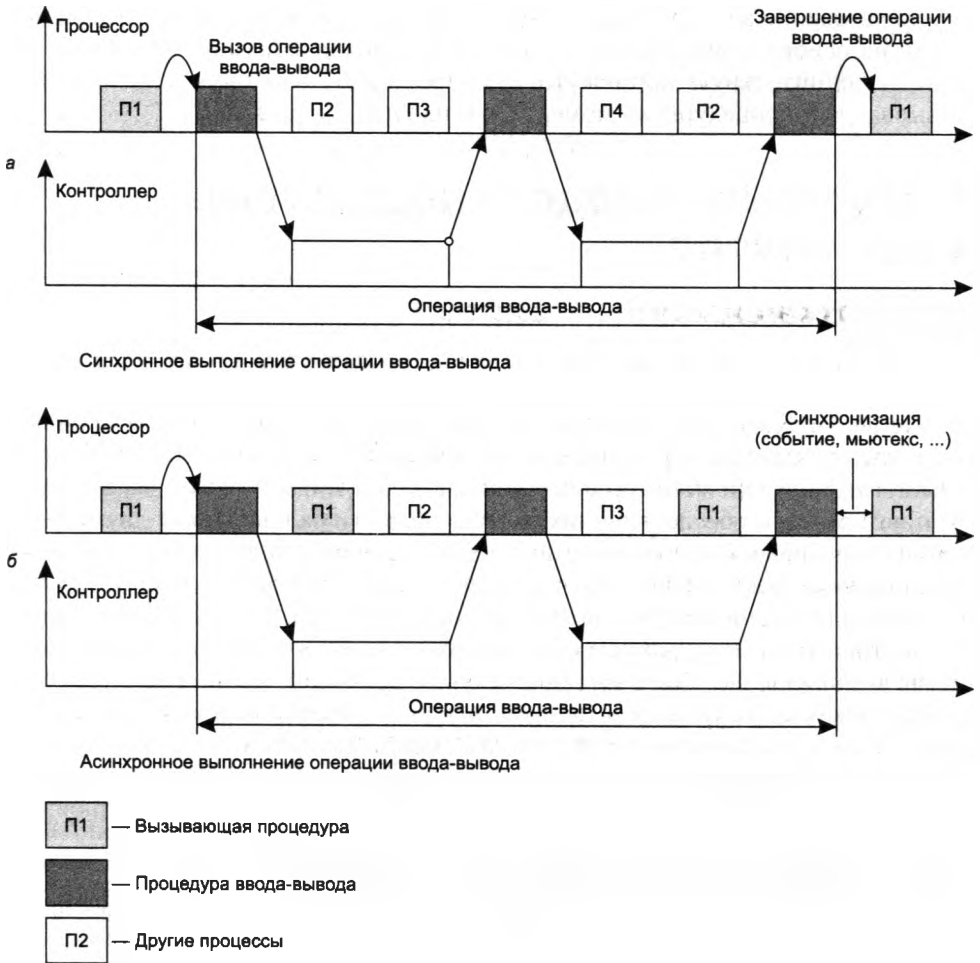 Процессор
Вызов операции
ввода-вывода
Завершение операции
ввода-вывода
П1
П2
П3
П4
П2
П1
а
Контроллер
Операция ввода-вывода
Синхронное выполнение операции ввода-вывода
Процессор
Синхронизация
(событие, мьютекс, ...)
П1
П1
П2
П3
П1
П1
б
Контроллер
Операция ввода-вывода
Асинхронное выполнение операции ввода-вывода
П1 — Вызывающая процедура
— Процедура ввода-вывода
П2 — Другие процессы